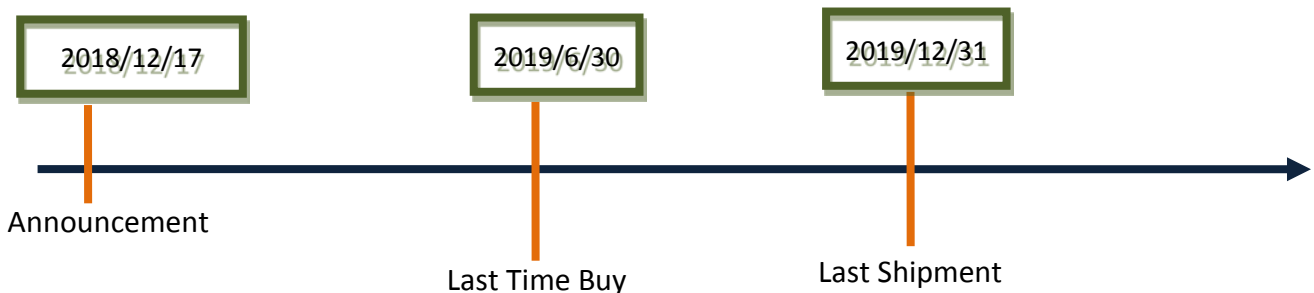 2018/12/17
2019/6/30
2019/12/31
Announcement
Last Time Buy
Last Shipment